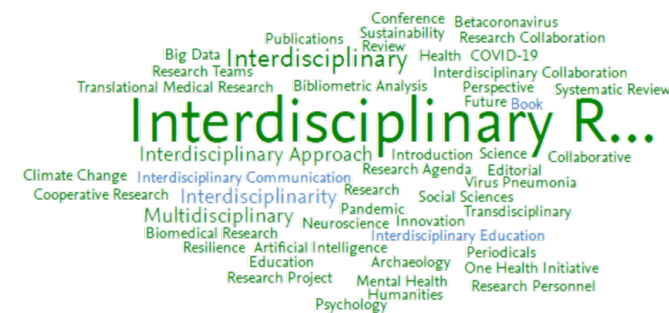 Conference Betacoronavirus
Publications Sustainability Research Collaboration
Review
Big Data Interdisciplinary Health COVID-19
Research Teams Interdisciplinary Collaboration
Translational Medical Research Bibliometric Analysis Perspective Systematic Review
Future Book
Interdisciplinary R...
Interdisciplinary Approach Introduction Science Collaborative
Research Agenda Editorial
Climate Change Interdisciplinary Communication Virus Pneumonia
Cooperative Research Interdisciplinarity Research Social Sciences
Multidisciplinary Pandemic Transdisciplinary
Neuroscience Innovation
Biomedical Research Interdisciplinary Education
Resilience Artificial Intelligence Periodicals
Education Archaeology One Health Initiative
Research Project Mental Health Research Personnel
Humanities
Psychology